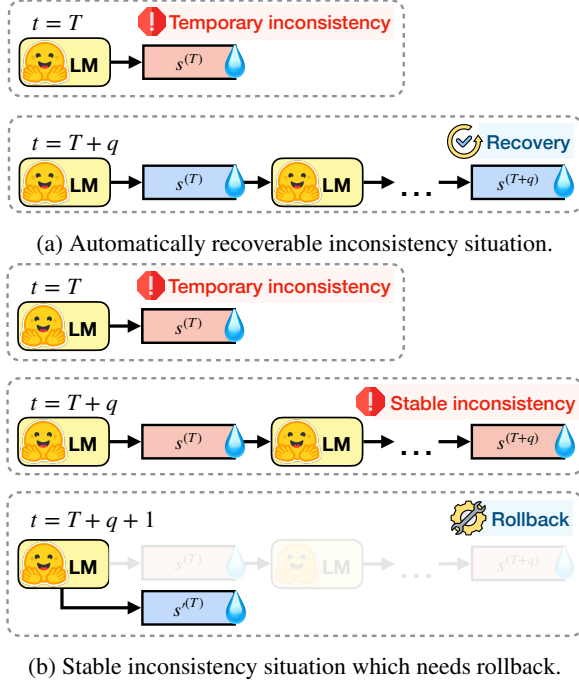 t = T
Temporary inconsistency
LM s^(T)
t = T + q
Recovery
LM s^(T) LM ... s^(T+q)
(a) Automatically recoverable inconsistency situation.
t = T
Temporary inconsistency
LM s^(T)
t = T + q
Stable inconsistency
LM s^(T) LM ... s^(T+q)
t = T + q + 1
Rollback
LM s^(T) LM ... s^(T+q)
s′^(T)
(b) Stable inconsistency situation which needs rollback.